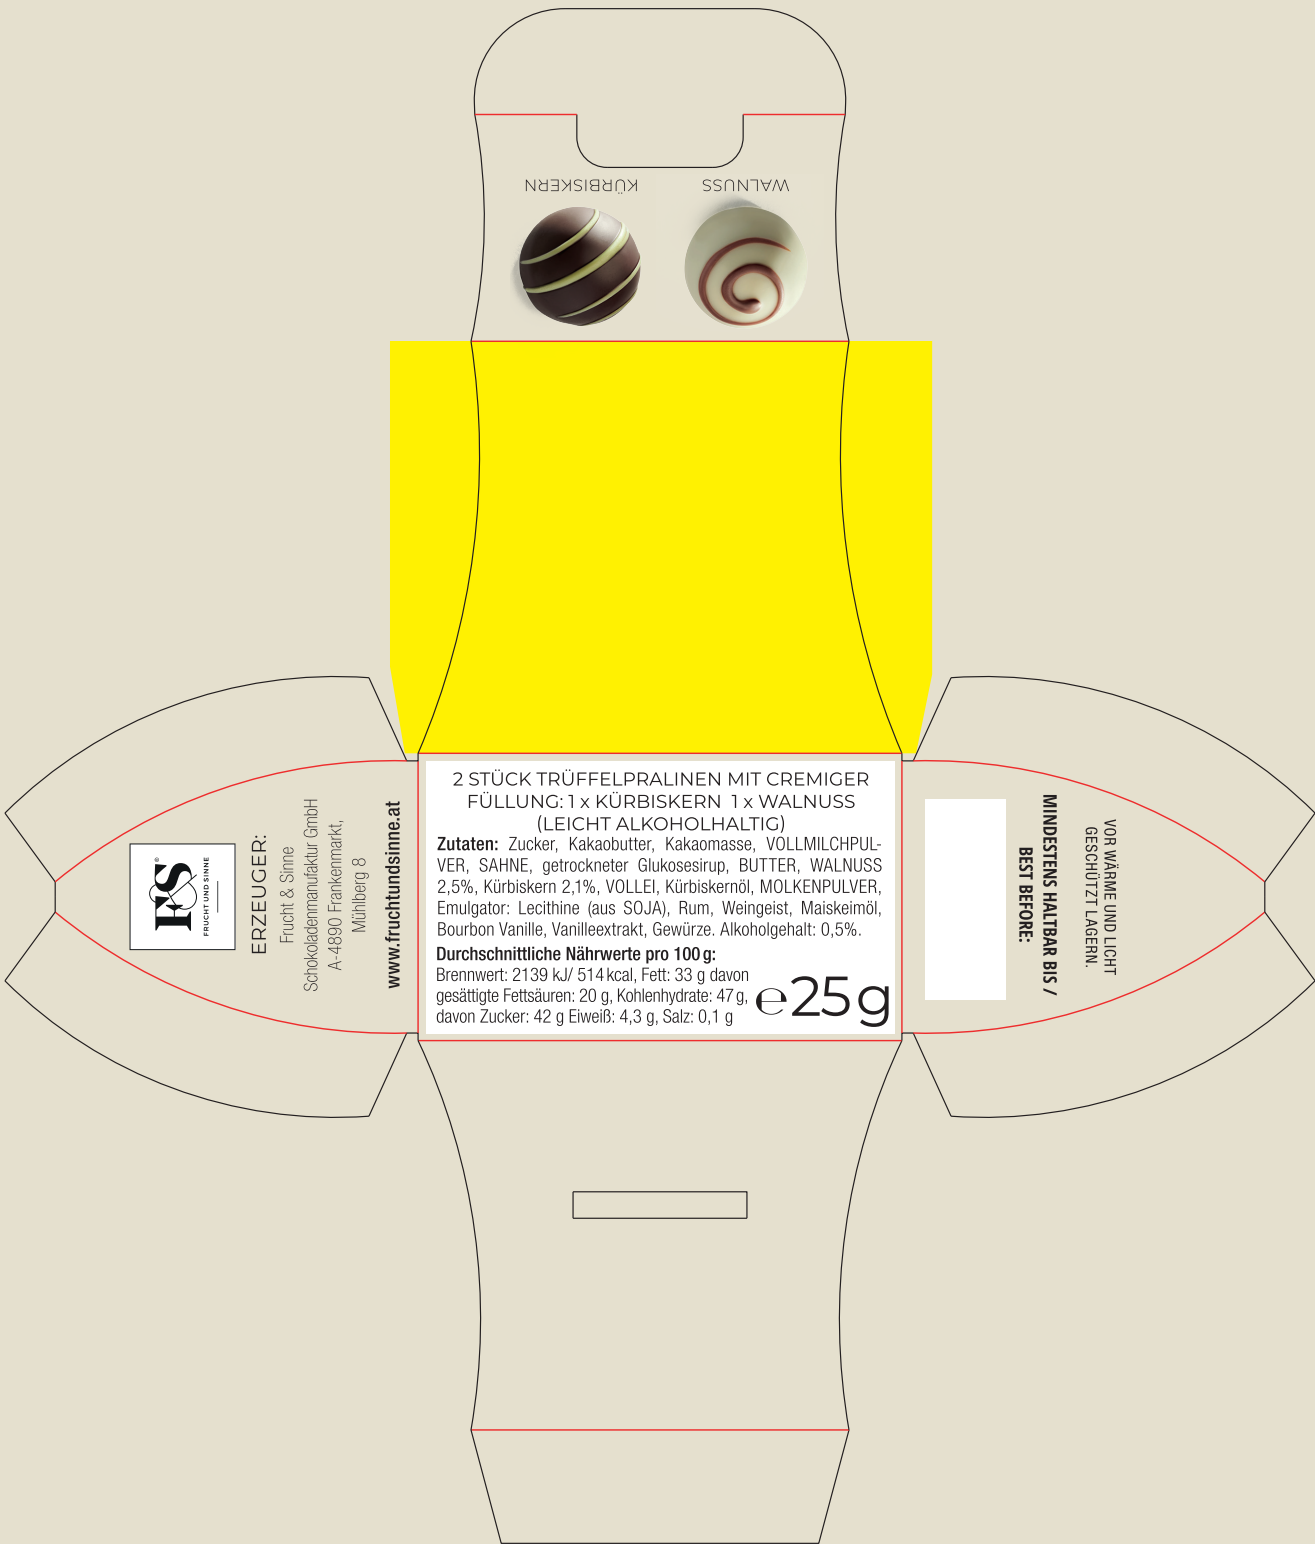 KÜRBISKERN
WALNUSS
2 STÜCK TRÜFFELPRALINEN MIT CREMIGER
FÜLLUNG: 1 x KÜRBISKERN 1 x WALNUSS
(LEICHT ALKOHOLHALTIG)
Zutaten: Zucker, Kakaobutter, Kakaomasse, VOLLMILCHPUL-
VER, SAHNE, getrockneter Glukosesirup, BUTTER, WALNUSS
2,5%, Kürbiskern 2,1%, VOLLEI, Kürbiskernöl, MOLKENPULVER,
Emulgator: Lecithine (aus SOJA), Rum, Weingeist, Maiskeimöl,
Bourbon Vanille, Vanilleextrakt, Gewürze. Alkoholgehalt: 0,5%.
Durchschnittliche Nährwerte pro 100 g:
Brennwert: 2139 kJ/ 514 kcal, Fett: 33 g davon
gesättigte Fettsäuren: 20 g, Kohlenhydrate: 47 g,
davon Zucker: 42 g Eiweiß: 4,3 g, Salz: 0,1 g
℮25 g
F&S®
FRUCHT UND SINNE
ERZEUGER:
Frucht & Sinne
Schokoladenmanufaktur GmbH
A-4890 Frankenmarkt,
Mühlberg 8
www.fruchtundsinne.at
VOR WÄRME UND LICHT
GESCHÜTZT LAGERN.
MINDESTENS HALTBAR BIS /
BEST BEFORE: